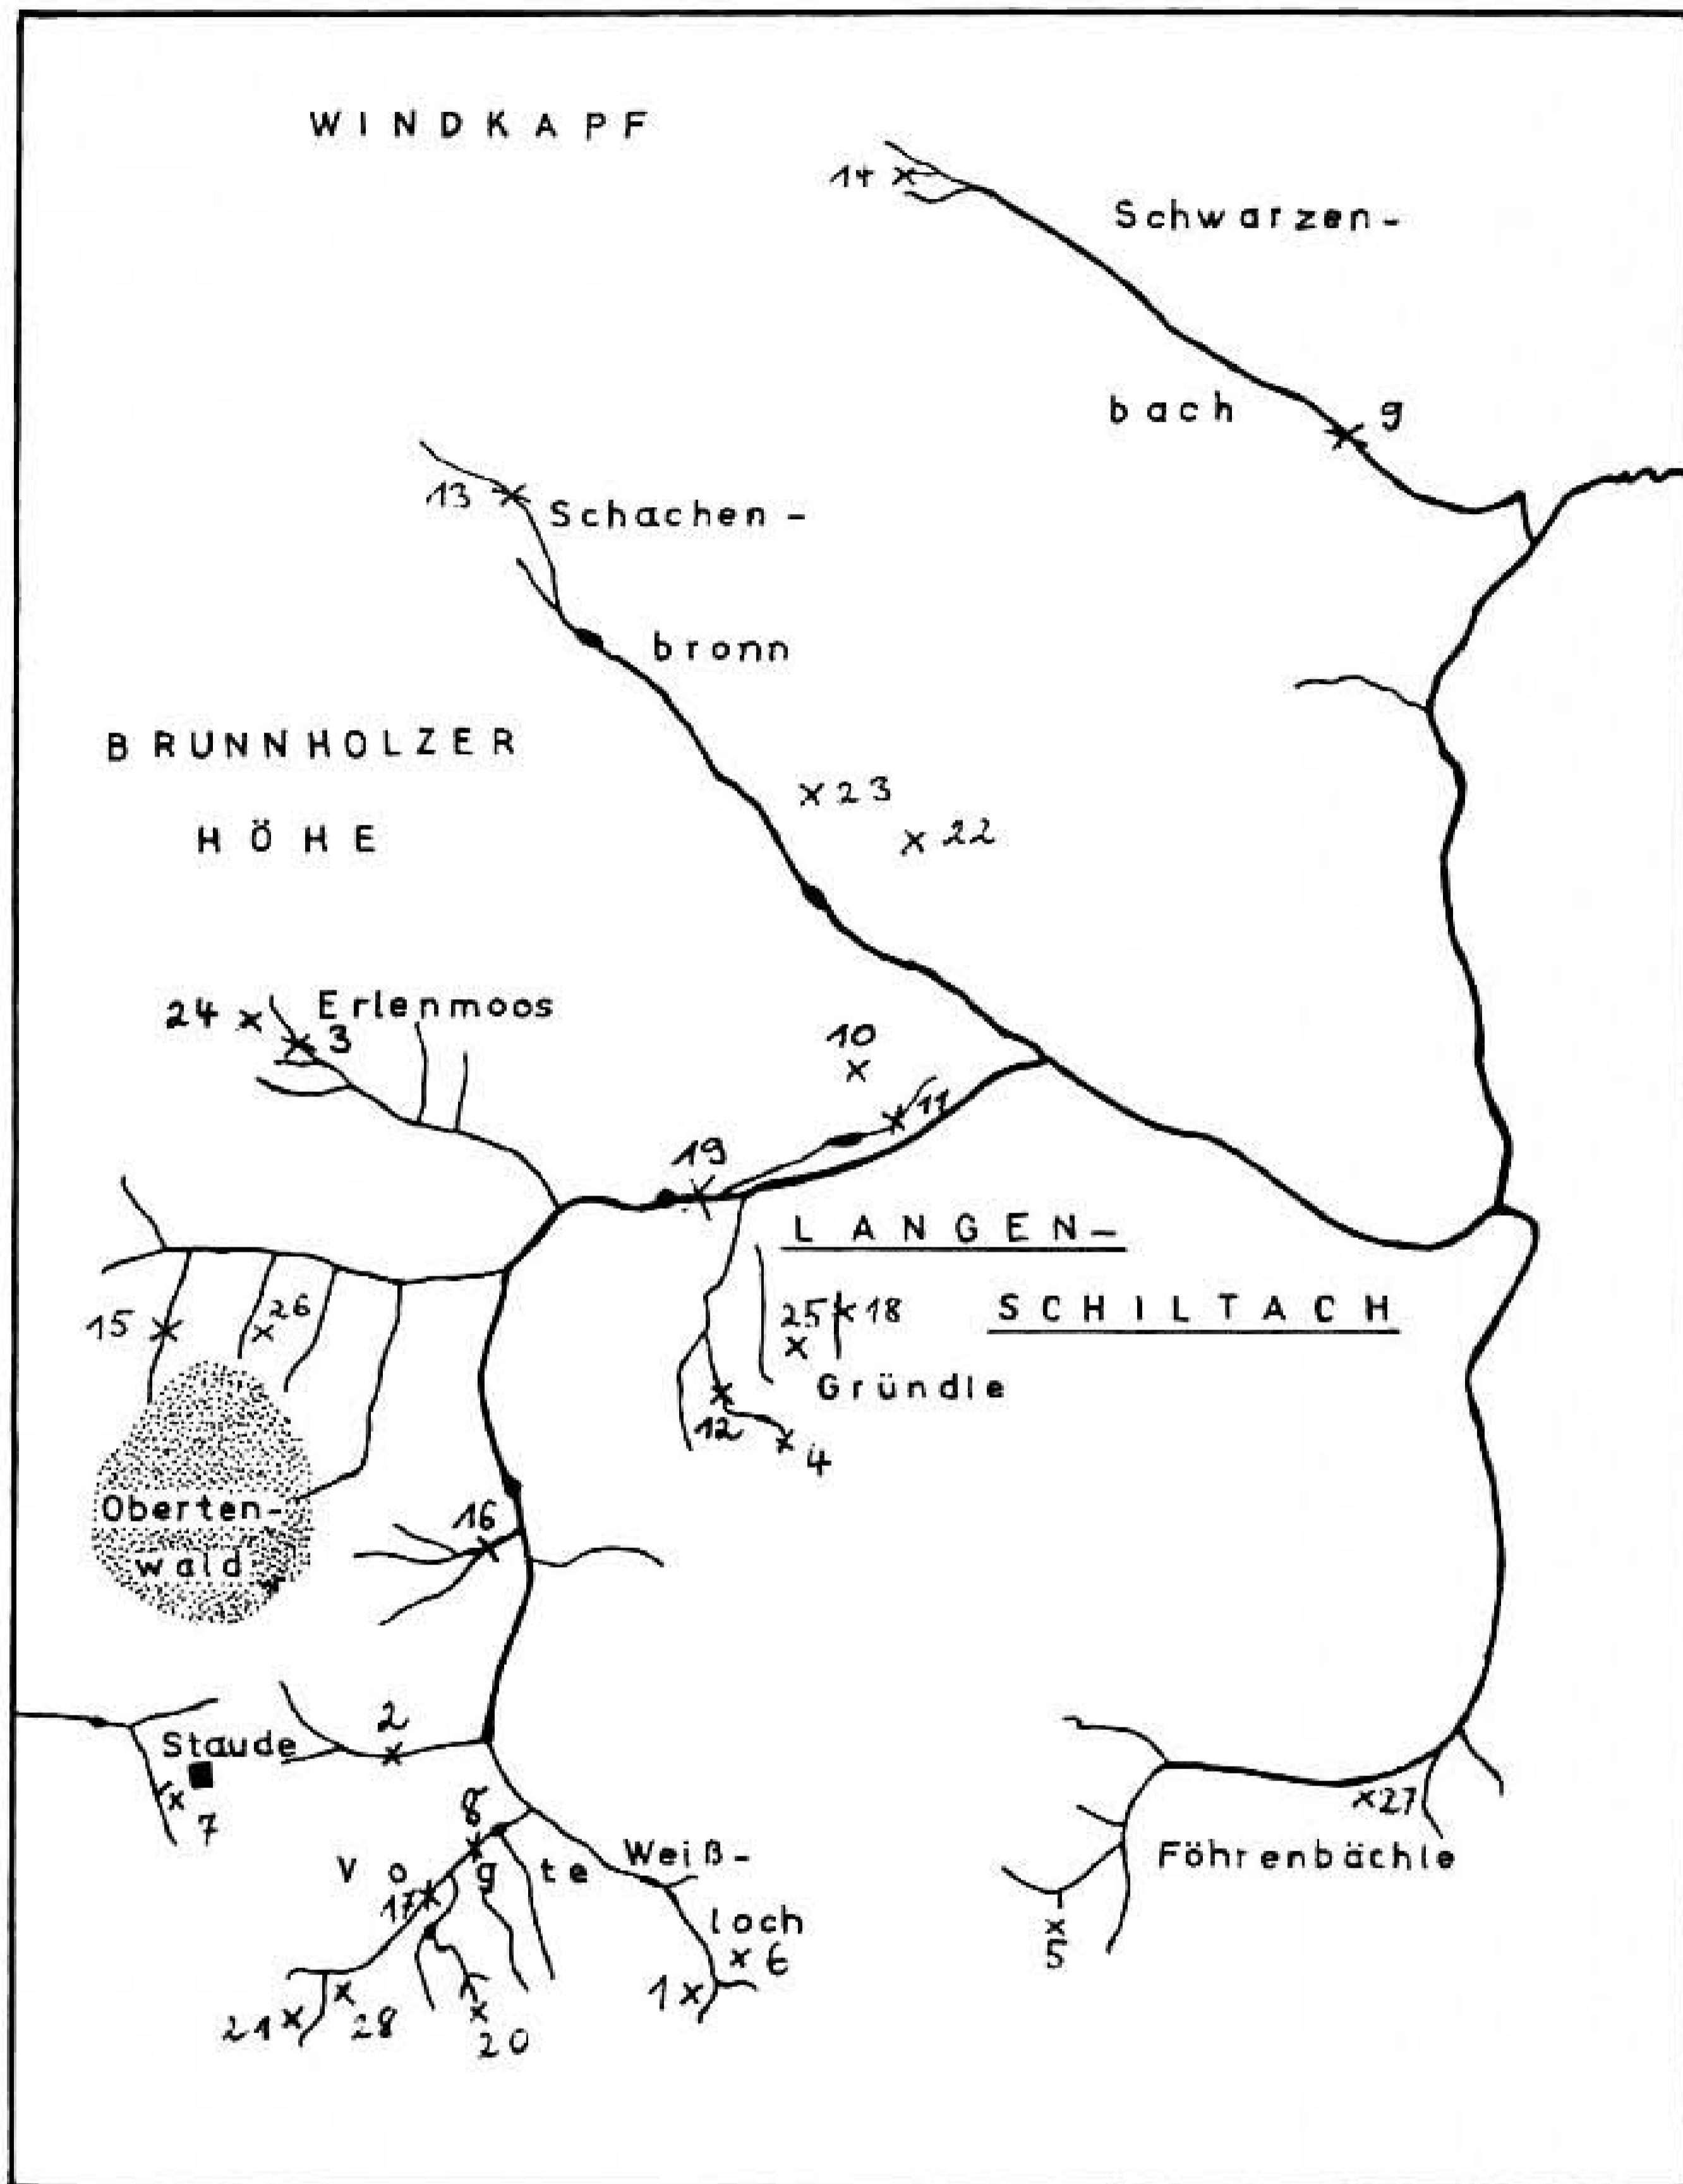 WINDKAPF
14
Schwarzen-
bach
9
13
Schachen-
bronn
BRUNNHOLZER
HÖHE
23
22
24
Erlenmoos
3
10
11
19
LANGEN-
SCHILTACH
15
26
25
18
Gründle
12
4
Oberten-
wald
16
2
Staude
7
8
Vogte
17
Weiß-
loch
6
1
21
28
20
27
Föhrenbächle
5